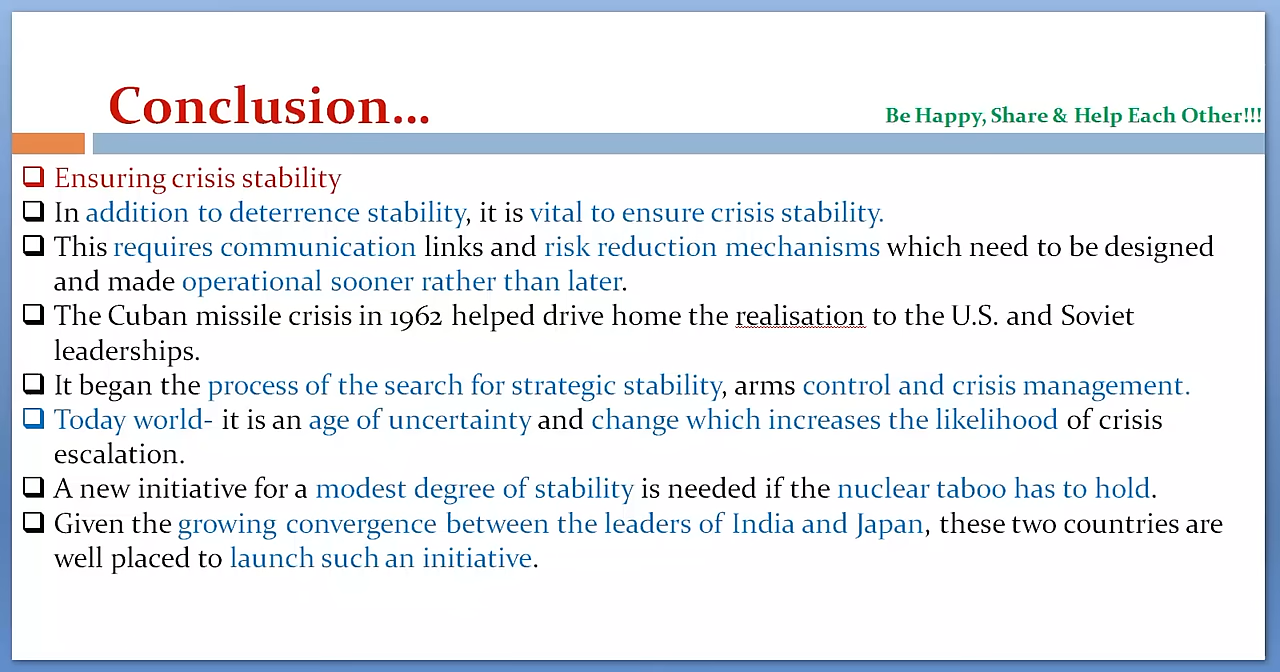 Conclusion...
Be Happy, Share & Help Each Other!!!
Ensuring crisis stability
In addition to deterrence stability, it is vital to ensure crisis stability.
This requires communication links and risk reduction mechanisms which need to be designed
and made operational sooner rather than later.
The Cuban missile crisis in 1962 helped drive home the realisation to the U.S. and Soviet
leaderships.
It began the process of the search for strategic stability, arms control and crisis management.
Today world- it is an age of uncertainty and change which increases the likelihood of crisis
escalation.
A new initiative for a modest degree of stability is needed if the nuclear taboo has to hold.
Given the growing convergence between the leaders of India and Japan, these two countries are
well placed to launch such an initiative.